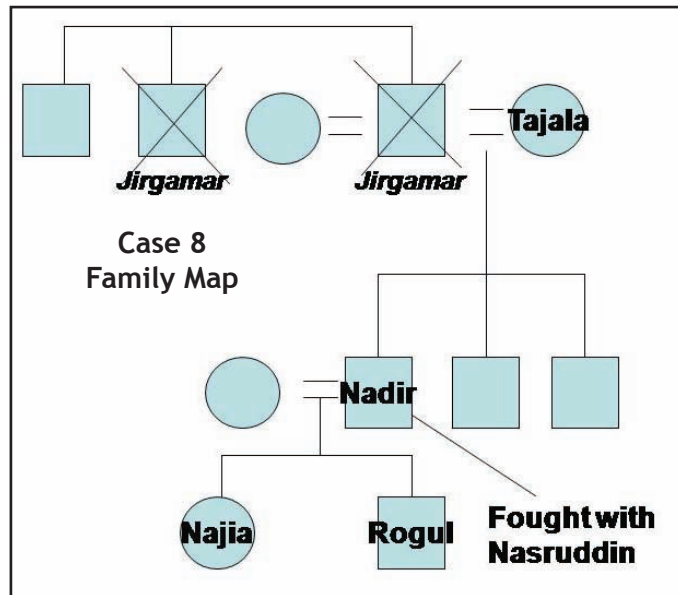 Tajala
Jirgamar
Jirgamar
Case 8
Family Map
Nadir
Najia
Rogul
Fought with
Nasruddin